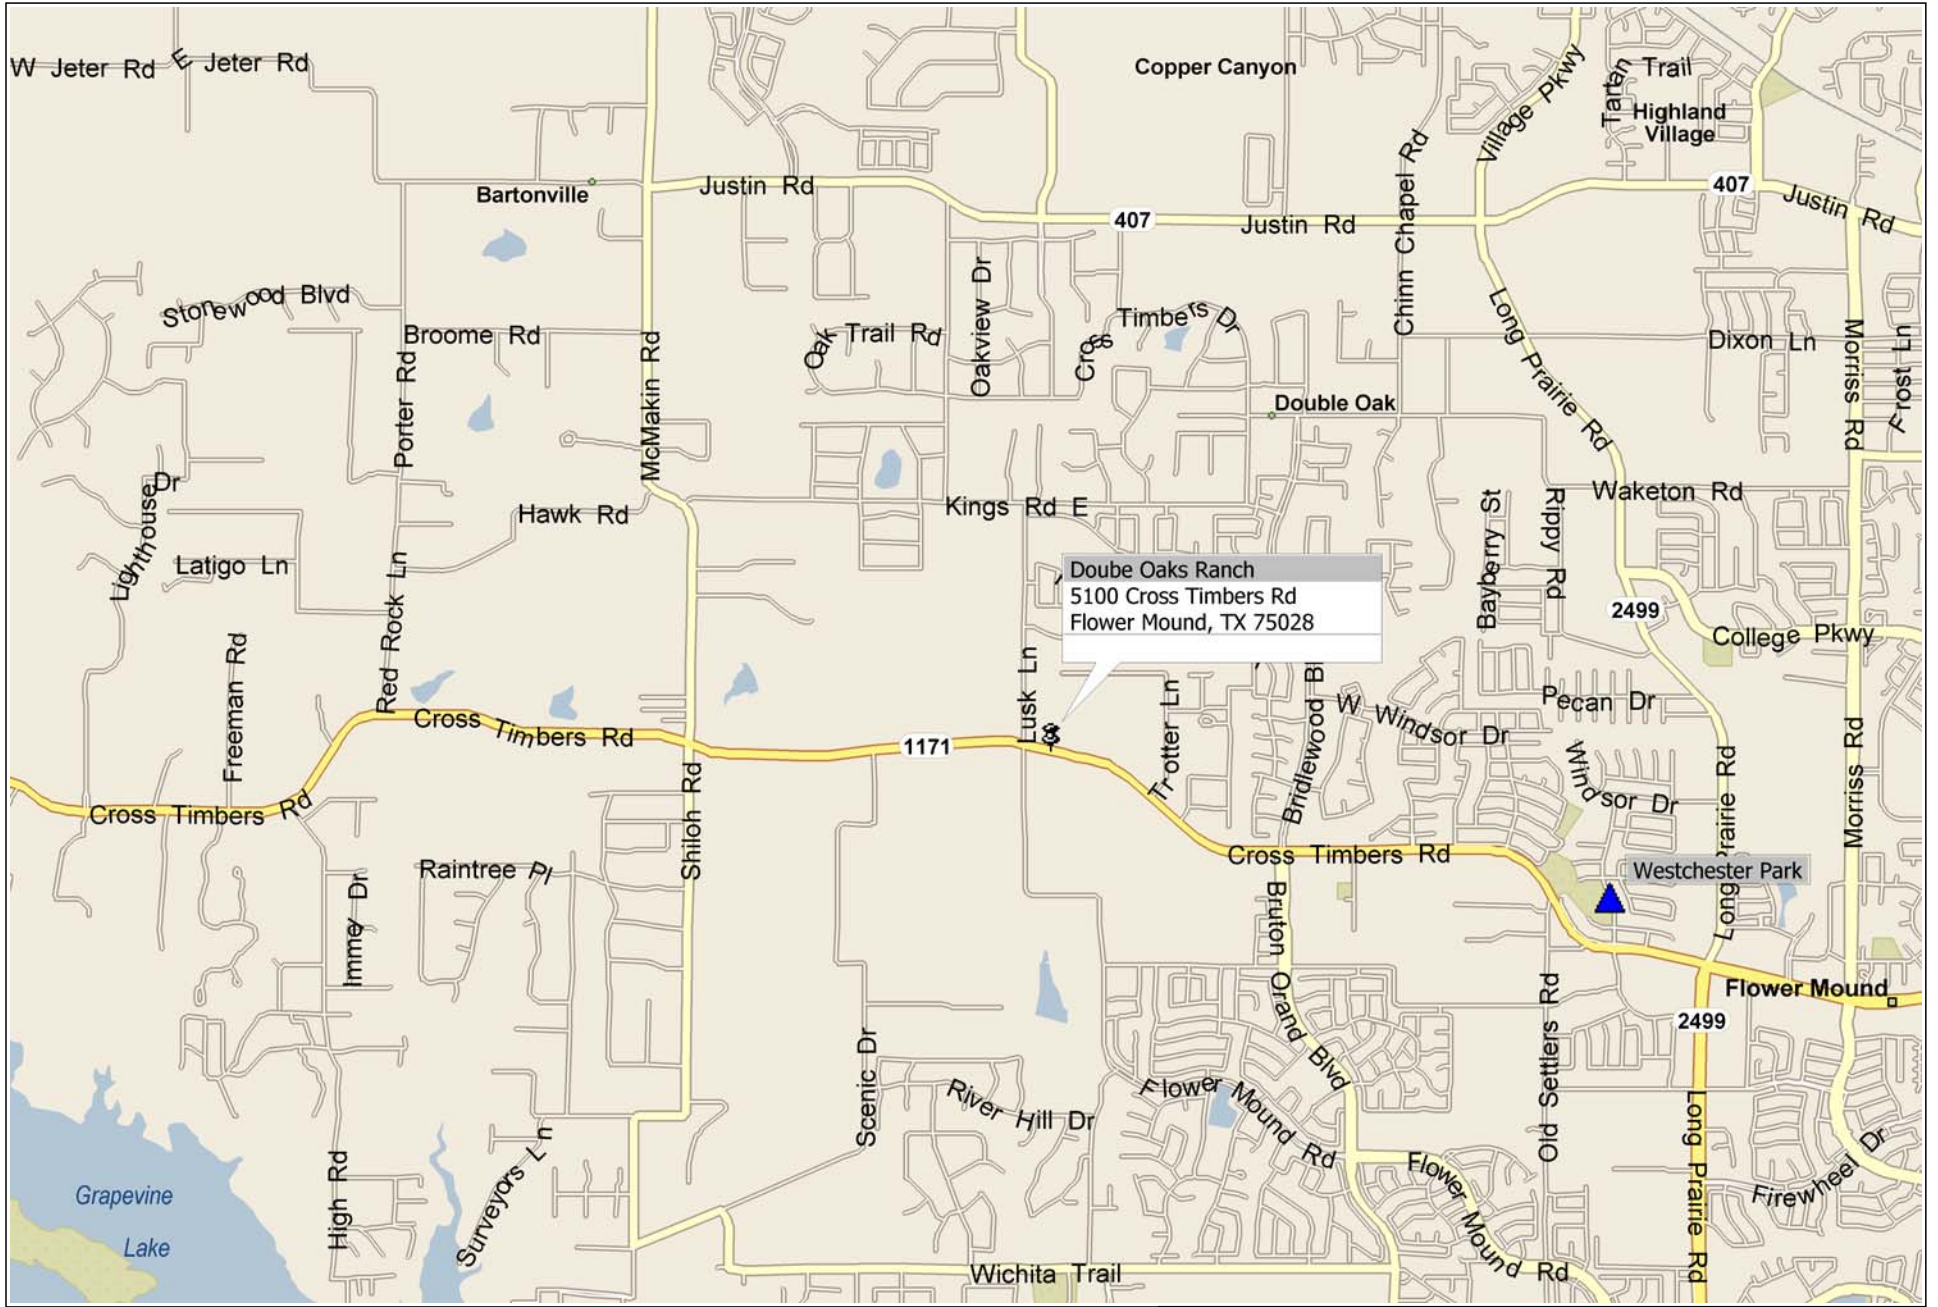 W Jeter Rd
E Jeter Rd
Copper Canyon
Village Pkwy
Tartan Trail
Highland
Village
Bartonville
Justin Rd
407
Justin Rd
407
Justin Rd
Chinn Chapel Rd
Stonewood Blvd
Broome Rd
Porter Rd
McMakin Rd
Oak Trail Rd
Oakview Dr
Cross Timbers Dr
Long Prairie Rd
Dixon Ln
Morriss Rd
Frost Ln
Double Oak
Lighthouse Dr
Hawk Rd
Kings Rd E
Waketon Rd
Bayberry St
Rippy Rd
Latigo Ln
Red Rock Ln
Doube Oaks Ranch
5100 Cross Timbers Rd
Flower Mound, TX 75028
2499
College Pkwy
Freeman Rd
Lusk Ln
Trotter Ln
Bridlewood Bl
W Windsor Dr
Pecan Dr
Cross Timbers Rd
1171
Windsor Dr
Long Prairie Rd
Morriss Rd
Cross Timbers Rd
Shiloh Rd
Cross Timbers Rd
Raintree Pl
Westchester Park
Immey Dr
Bruton Orand Blvd
Flower Mound
2499
Old Settlers Rd
Scenic Dr
River Hill Dr
Flower Mound Rd
Long Prairie Rd
Firewheel Dr
Grapevine
Lake
High Rd
Surveyors Ln
Flower Mound Rd
Wichita Trail